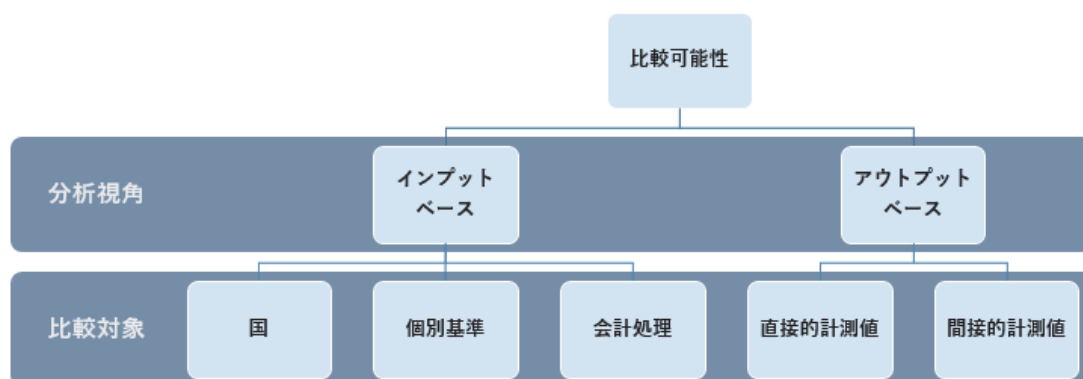 比較可能性
分析視角
インプット
ベース
アウトプット
ベース
比較対象
国
個別基準
会計処理
直接的計測値
間接的計測値